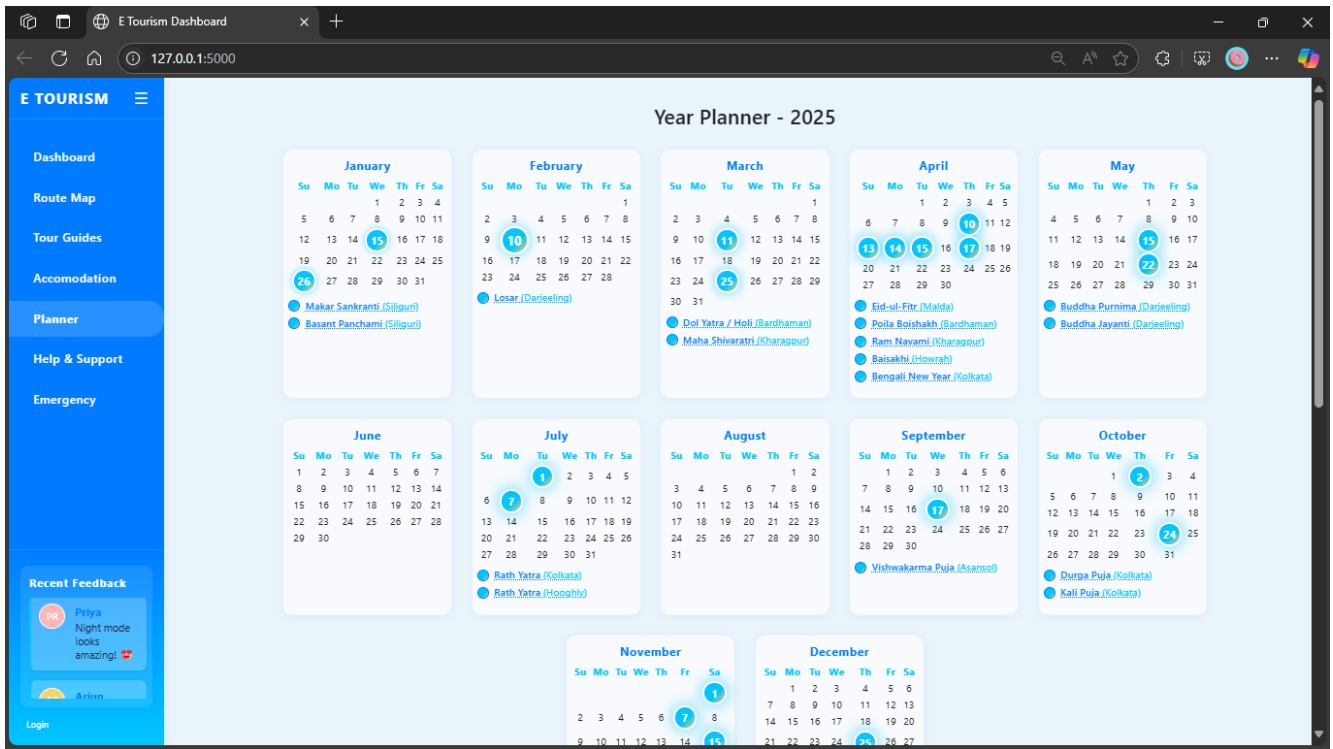 E Tourism Dashboard
127.0.0.1:5000
E TOURISM
Dashboard
Route Map
Tour Guides
Accomodation
Planner
Help & Support
Emergency
Recent Feedback
PR
Priya
Night mode
looks
amazing!
Arjun
Login
Year Planner - 2025
January
Su Mo Tu We Th Fr Sa
1 2 3 4
5 6 7 8 9 10 11
12 13 14 15 16 17 18
19 20 21 22 23 24 25
26 27 28 29 30 31
Makar Sankranti (Siliguri)
Basant Panchami (Siliguri)
February
Su Mo Tu We Th Fr Sa
1
2 3 4 5 6 7 8
9 10 11 12 13 14 15
16 17 18 19 20 21 22
23 24 25 26 27 28
Losar (Darjeeling)
March
Su Mo Tu We Th Fr Sa
1
2 3 4 5 6 7 8
9 10 11 12 13 14 15
16 17 18 19 20 21 22
23 24 25 26 27 28 29
30 31
Dol Yatra / Holi (Bardhaman)
Maha Shivaratri (Kharagpur)
April
Su Mo Tu We Th Fr Sa
1 2 3 4 5
6 7 8 9 10 11 12
13 14 15 16 17 18 19
20 21 22 23 24 25 26
27 28 29 30
Eid-ul-Fitr (Malda)
Poila Boishakh (Bardhaman)
Ram Navami (Kharagpur)
Baisakhi (Howrah)
Bengali New Year (Kolkata)
May
Su Mo Tu We Th Fr Sa
1 2 3
4 5 6 7 8 9 10
11 12 13 14 15 16 17
18 19 20 21 22 23 24
25 26 27 28 29 30 31
Buddha Purnima (Darjeeling)
Buddha Jayanti (Darjeeling)
June
Su Mo Tu We Th Fr Sa
1 2 3 4 5 6 7
8 9 10 11 12 13 14
15 16 17 18 19 20 21
22 23 24 25 26 27 28
29 30
July
Su Mo Tu We Th Fr Sa
1 2 3 4 5
6 7 8 9 10 11 12
13 14 15 16 17 18 19
20 21 22 23 24 25 26
27 28 29 30 31
Rath Yatra (Kolkata)
Rath Yatra (Hooghly)
August
Su Mo Tu We Th Fr Sa
1 2
3 4 5 6 7 8 9
10 11 12 13 14 15 16
17 18 19 20 21 22 23
24 25 26 27 28 29 30
31
September
Su Mo Tu We Th Fr Sa
1 2 3 4 5 6
7 8 9 10 11 12 13
14 15 16 17 18 19 20
21 22 23 24 25 26 27
28 29 30
Vishwakarma Puja (Asansol)
October
Su Mo Tu We Th Fr Sa
1 2 3 4
5 6 7 8 9 10 11
12 13 14 15 16 17 18
19 20 21 22 23 24 25
26 27 28 29 30 31
Durga Puja (Kolkata)
Kali Puja (Kolkata)
November
Su Mo Tu We Th Fr Sa
1
2 3 4 5 6 7 8
9 10 11 12 13 14 15
December
Su Mo Tu We Th Fr Sa
1 2 3 4 5 6
7 8 9 10 11 12 13
14 15 16 17 18 19 20
21 22 23 24 25 26 27